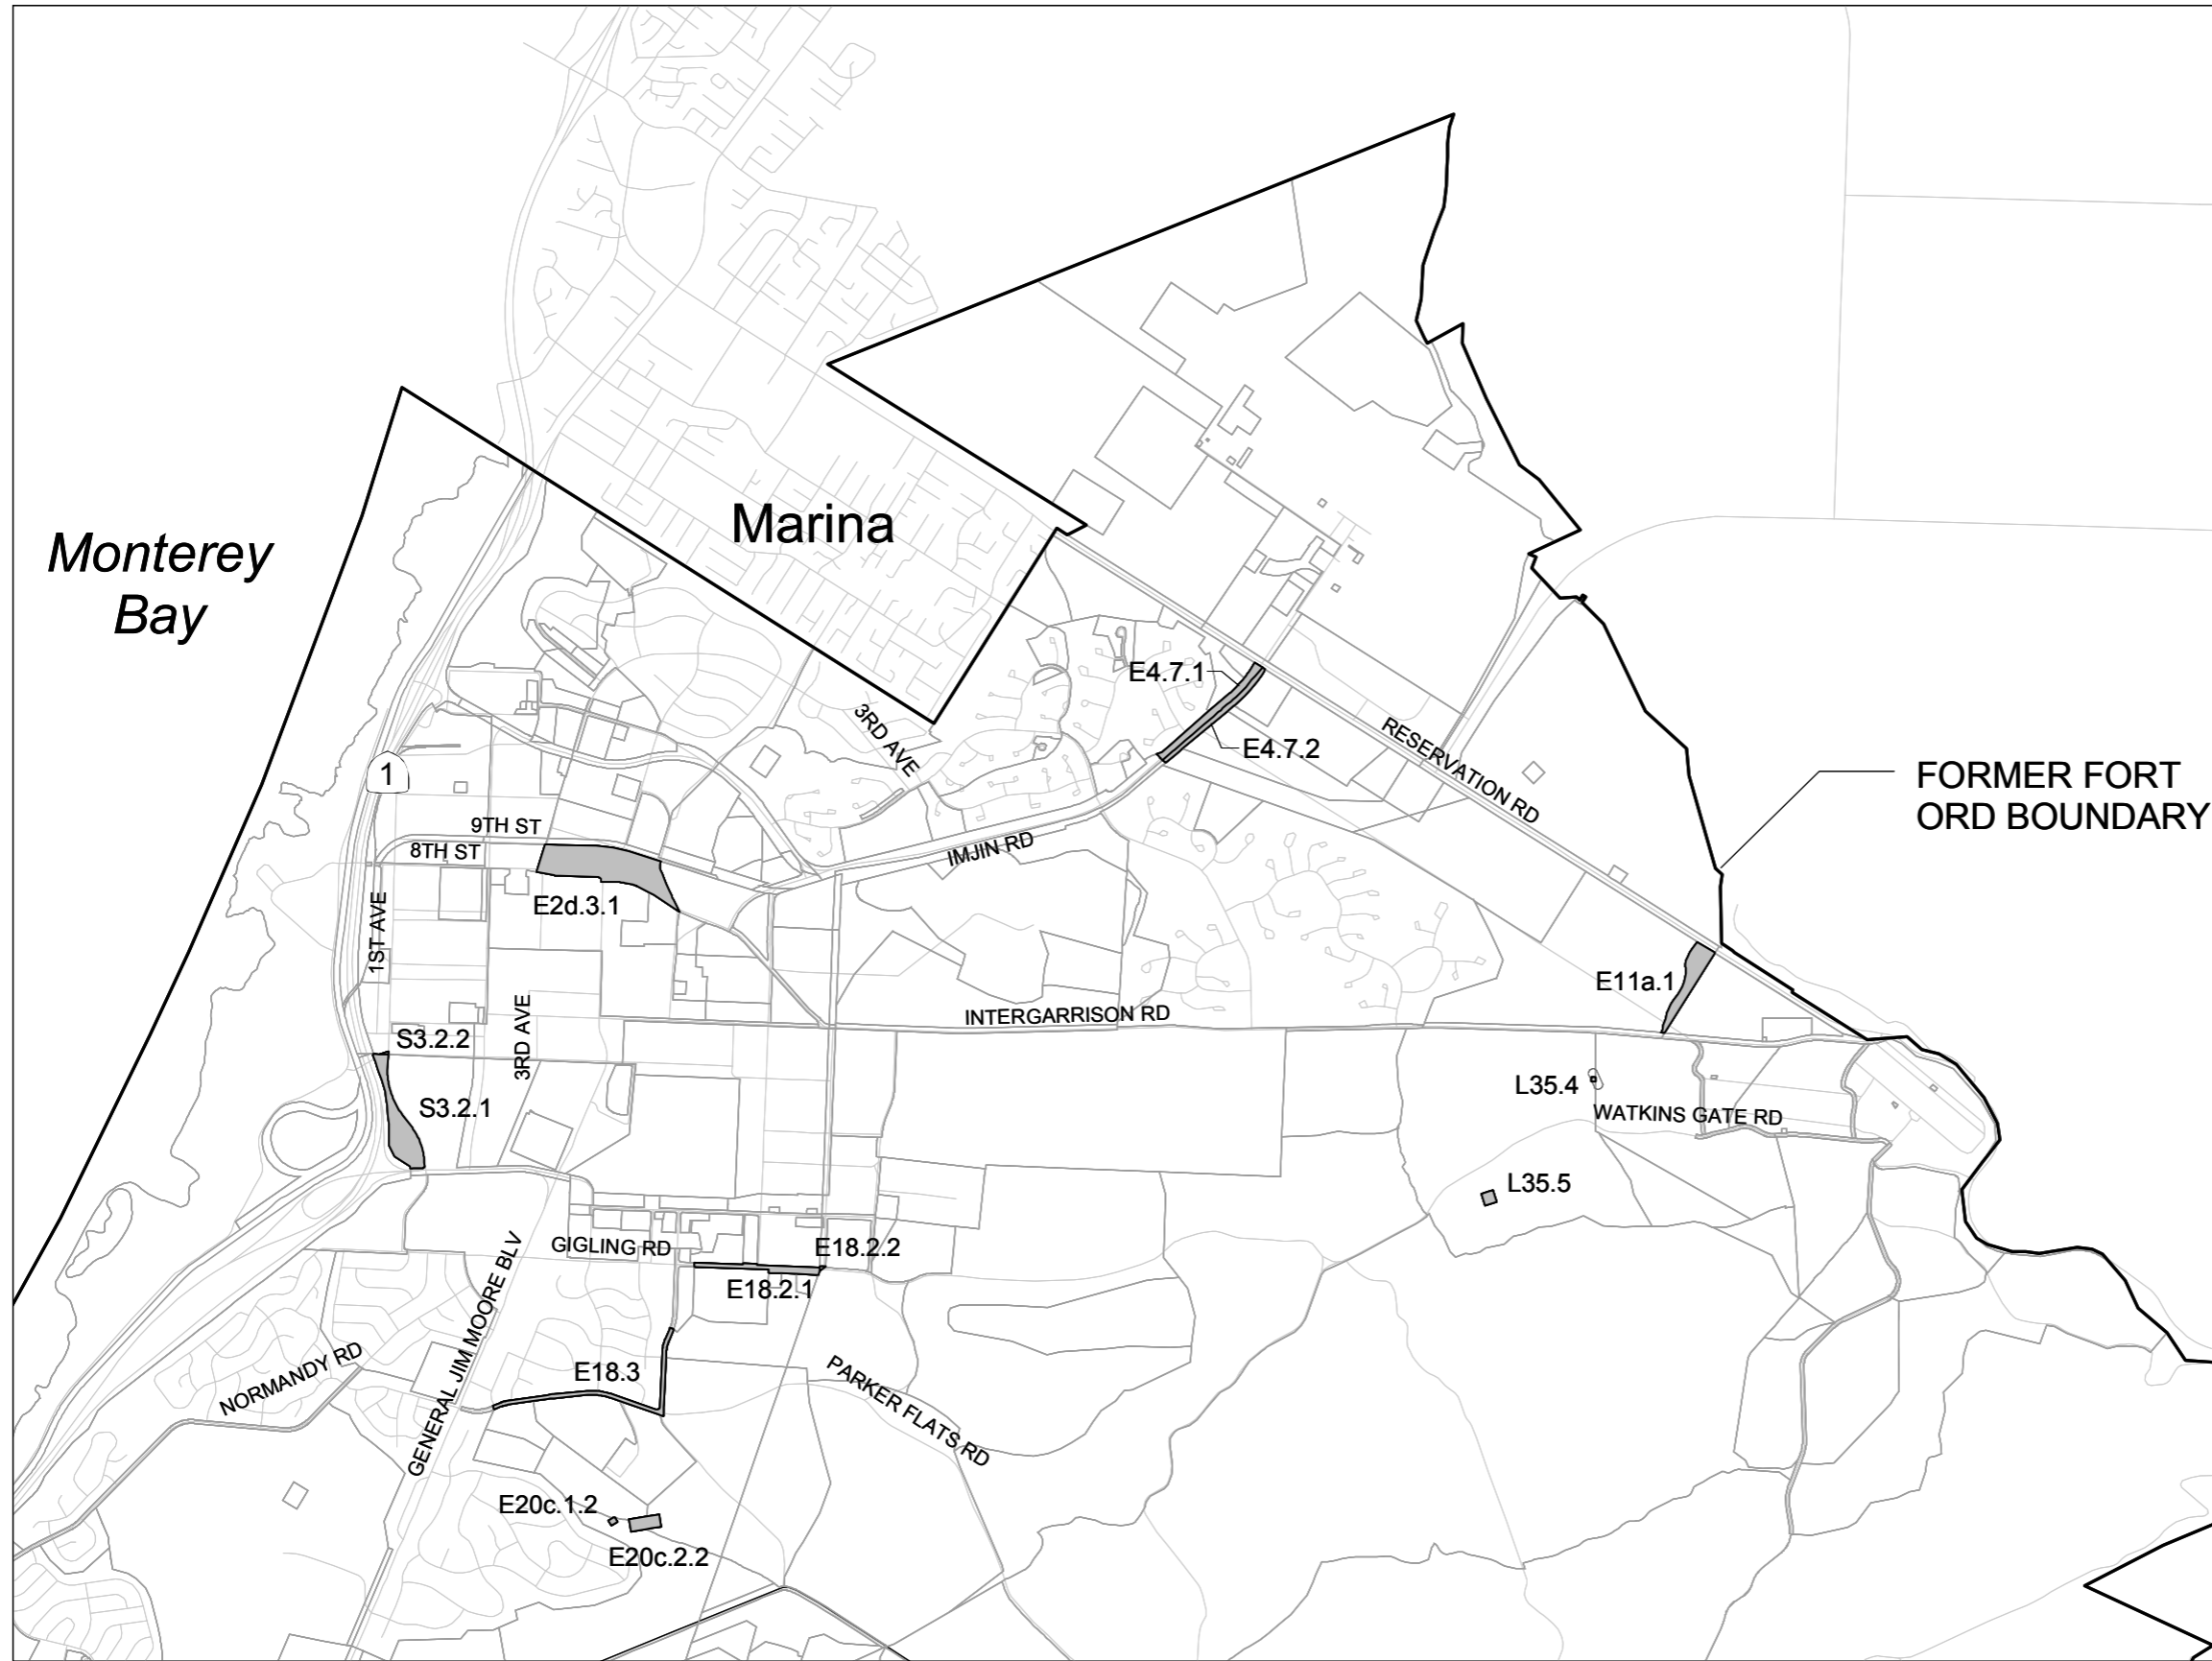 Marina
Monterey
Bay
E4.7.1
3RD AVE
E4.7.2
RESERVATION RD
1
FORMER FORT
ORD BOUNDARY
9TH ST
8TH ST
IMJIN RD
E2d.3.1
1ST AVE
E11a.1
3RD AVE
INTERGARRISON RD
S3.2.2
L35.4
S3.2.1
WATKINS GATE RD
L35.5
GIGLING RD
E18.2.2
E18.2.1
GENERAL JIM MOORE BLV
E18.3
NORMANDY RD
PARKER FLATS RD
E20c.1.2
E20c.2.2